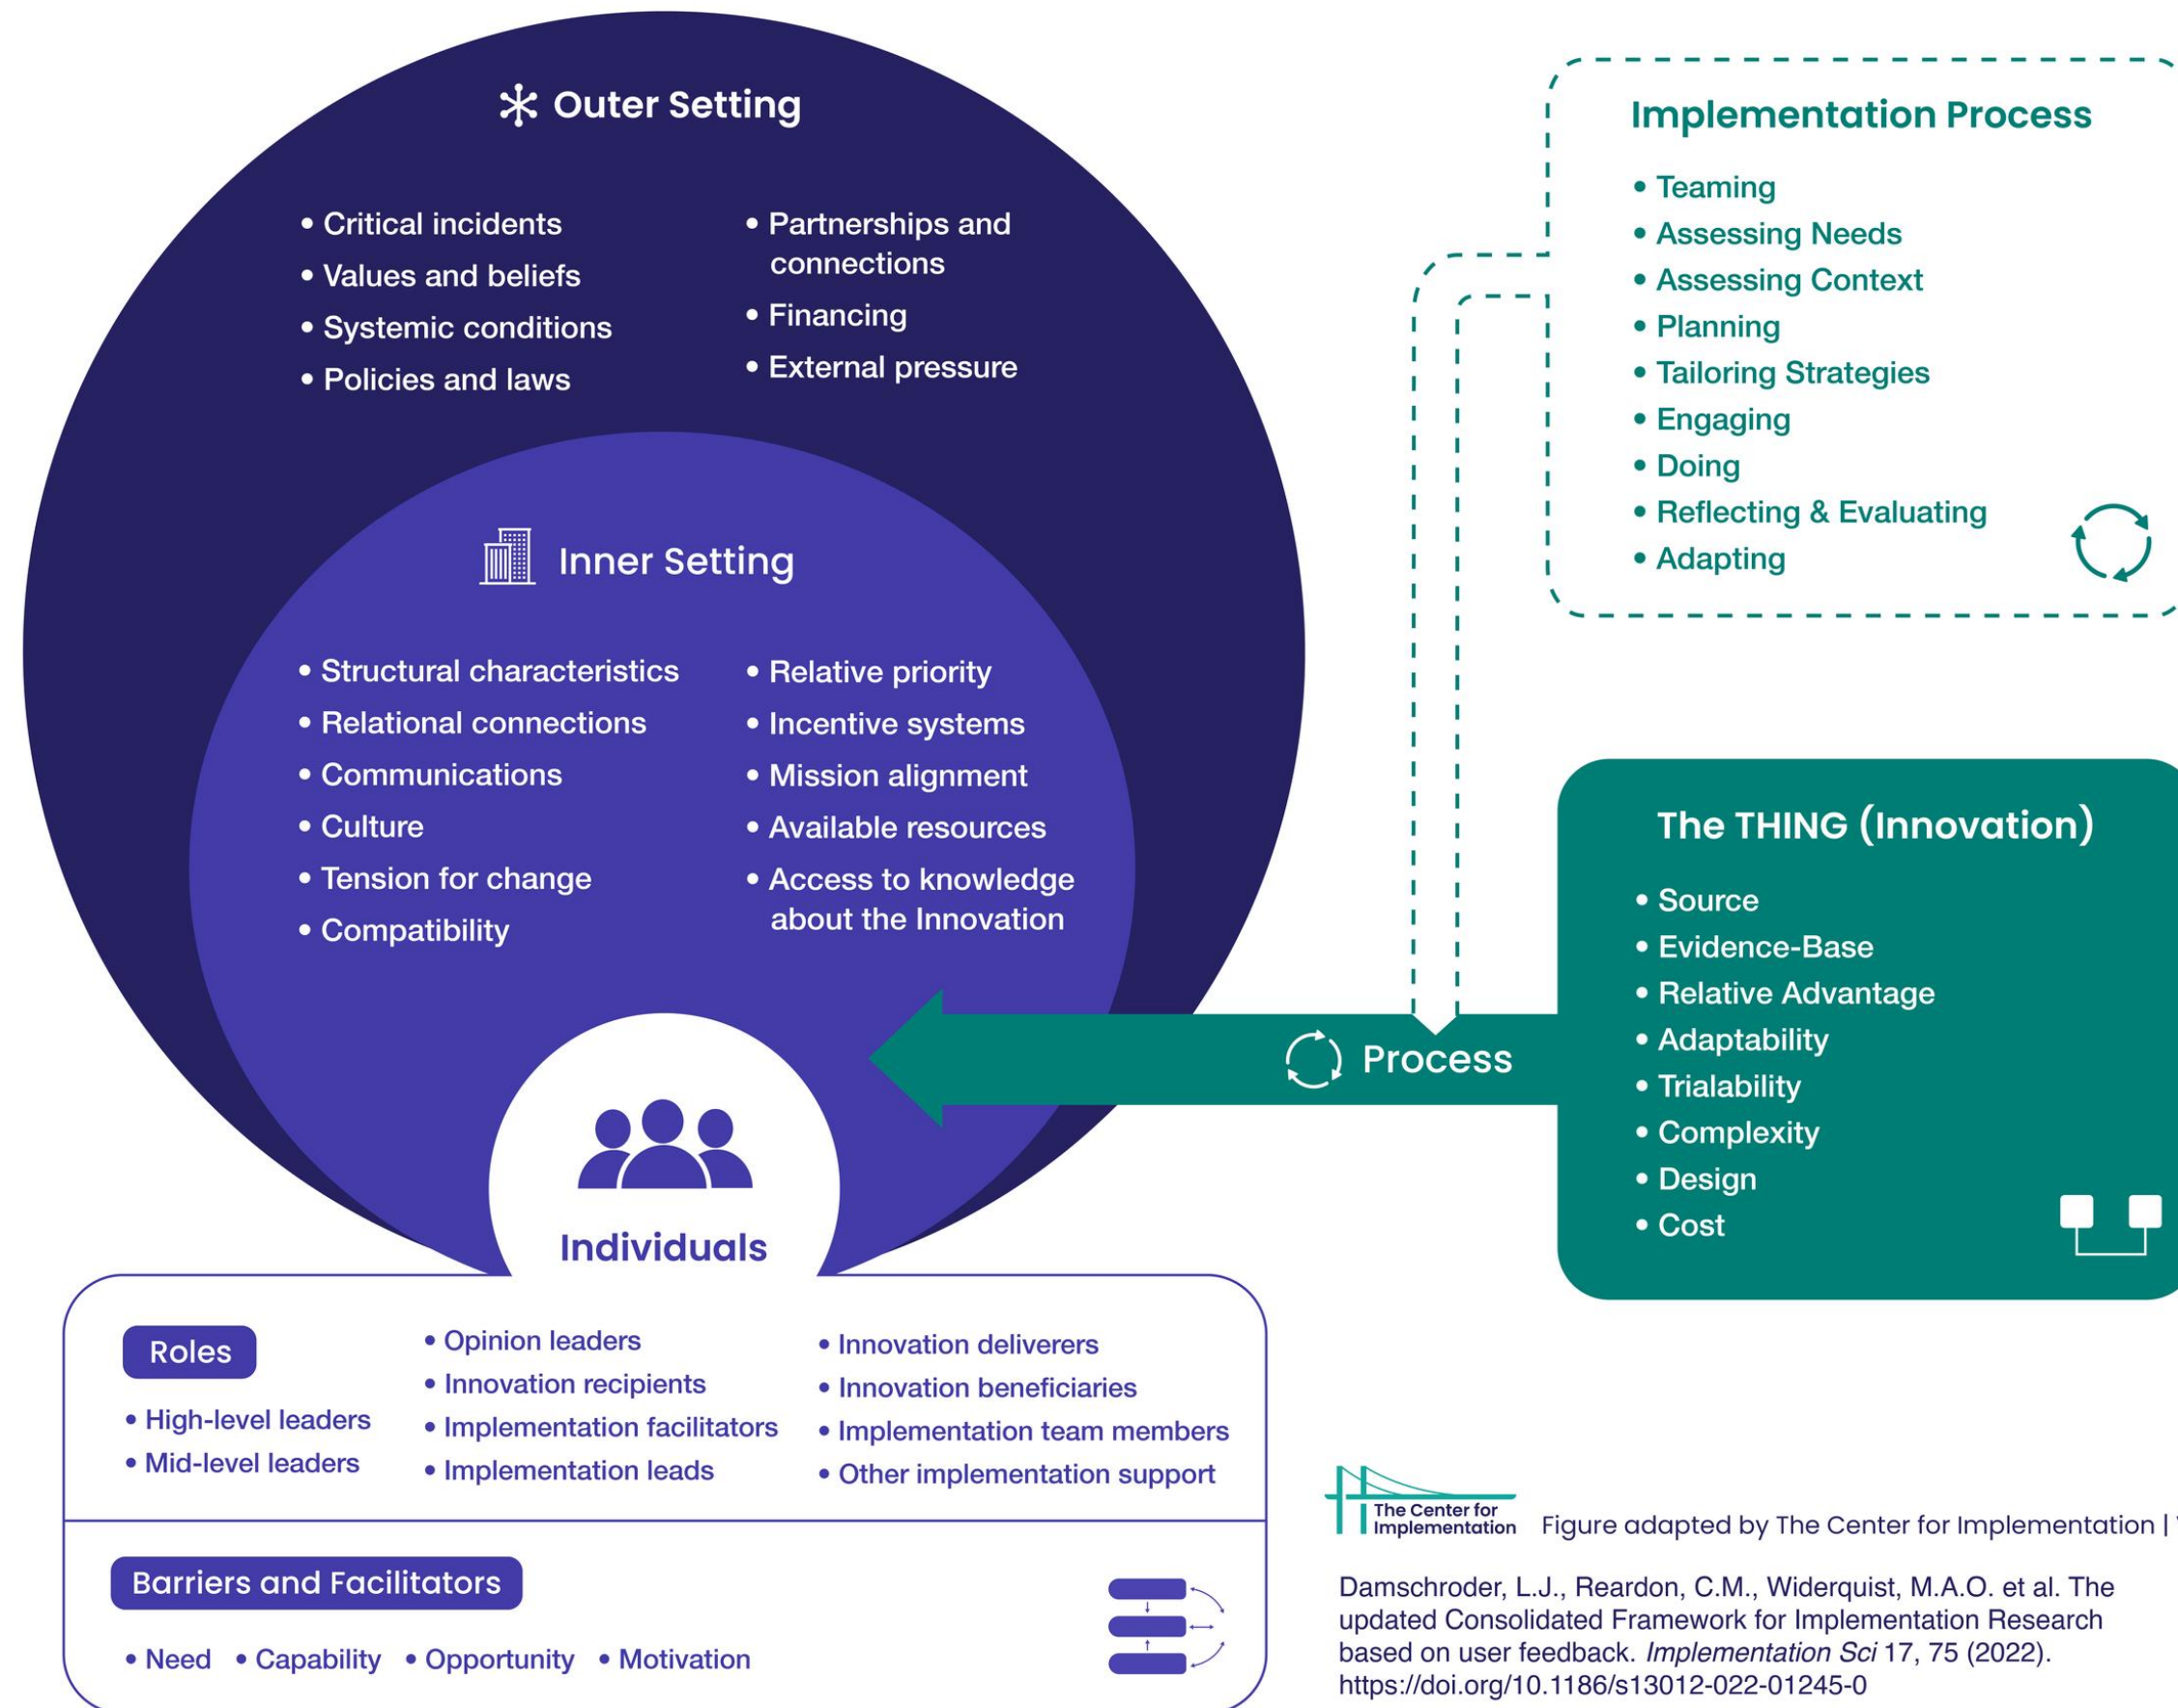 Outer Setting
• Critical incidents
• Values and beliefs
• Systemic conditions
• Policies and laws
• Partnerships and
connections
• Financing
• External pressure
Inner Setting
• Structural characteristics
• Relational connections
• Communications
• Culture
• Tension for change
• Compatibility
• Relative priority
• Incentive systems
• Mission alignment
• Available resources
• Access to knowledge
about the Innovation
Individuals
Roles
• High-level leaders
• Mid-level leaders
• Opinion leaders
• Innovation recipients
• Implementation facilitators
• Implementation leads
• Innovation deliverers
• Innovation beneficiaries
• Implementation team members
• Other implementation support
Barriers and Facilitators
• Need • Capability • Opportunity • Motivation
Implementation Process
• Teaming
• Assessing Needs
• Assessing Context
• Planning
• Tailoring Strategies
• Engaging
• Doing
• Reflecting & Evaluating
• Adapting
Process
The THING (Innovation)
• Source
• Evidence-Base
• Relative Advantage
• Adaptability
• Trialability
• Complexity
• Design
• Cost
The Center for
Implementation
Figure adapted by The Center for Implementation |
Damschroder, L.J., Reardon, C.M., Widerquist, M.A.O. et al. The
updated Consolidated Framework for Implementation Research
based on user feedback. Implementation Sci 17, 75 (2022).
https://doi.org/10.1186/s13012-022-01245-0